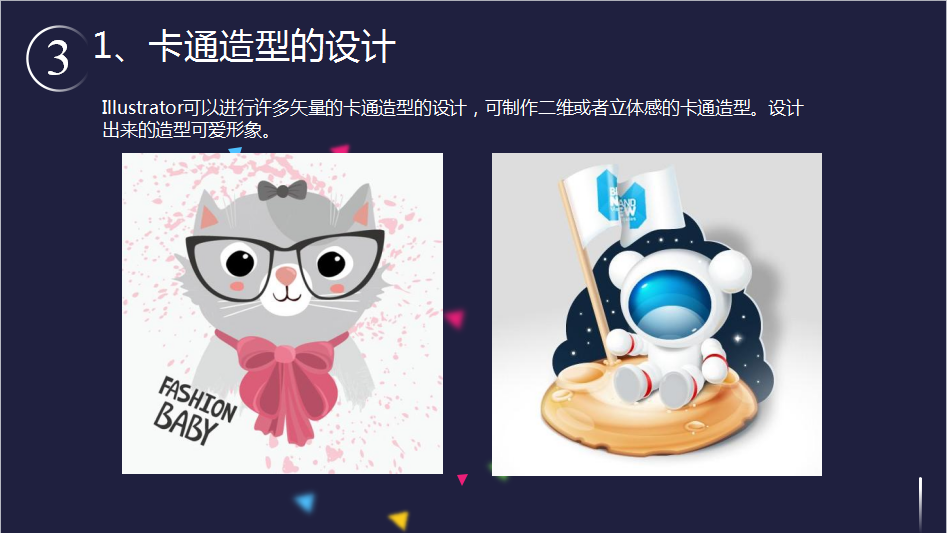 3
1、卡通造型的设计
Illustrator可以进行许多矢量的卡通造型的设计，可制作二维或者立体感的卡通造型。设计
出来的造型可爱形象。
FASHION
BABY